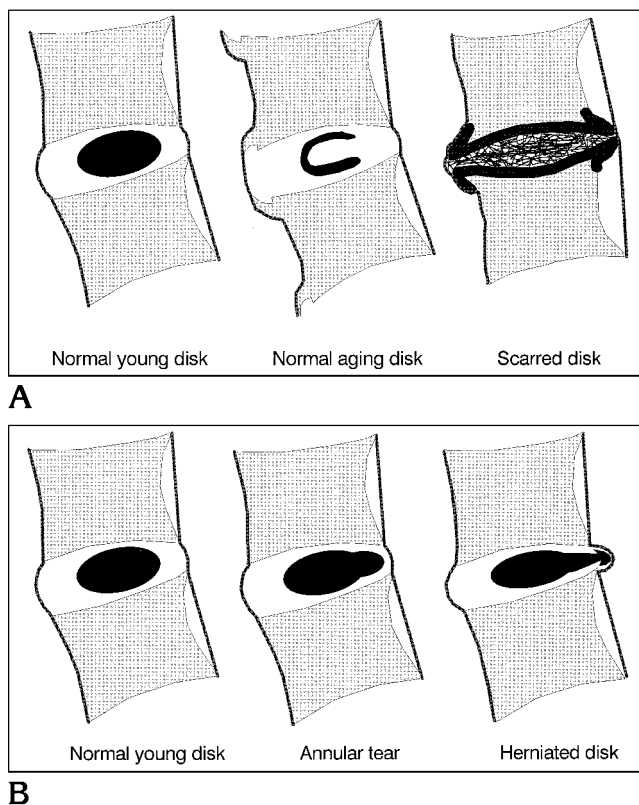 Normal young disk Normal aging disk Scarred disk
A
Normal young disk Annular tear Herniated disk
B